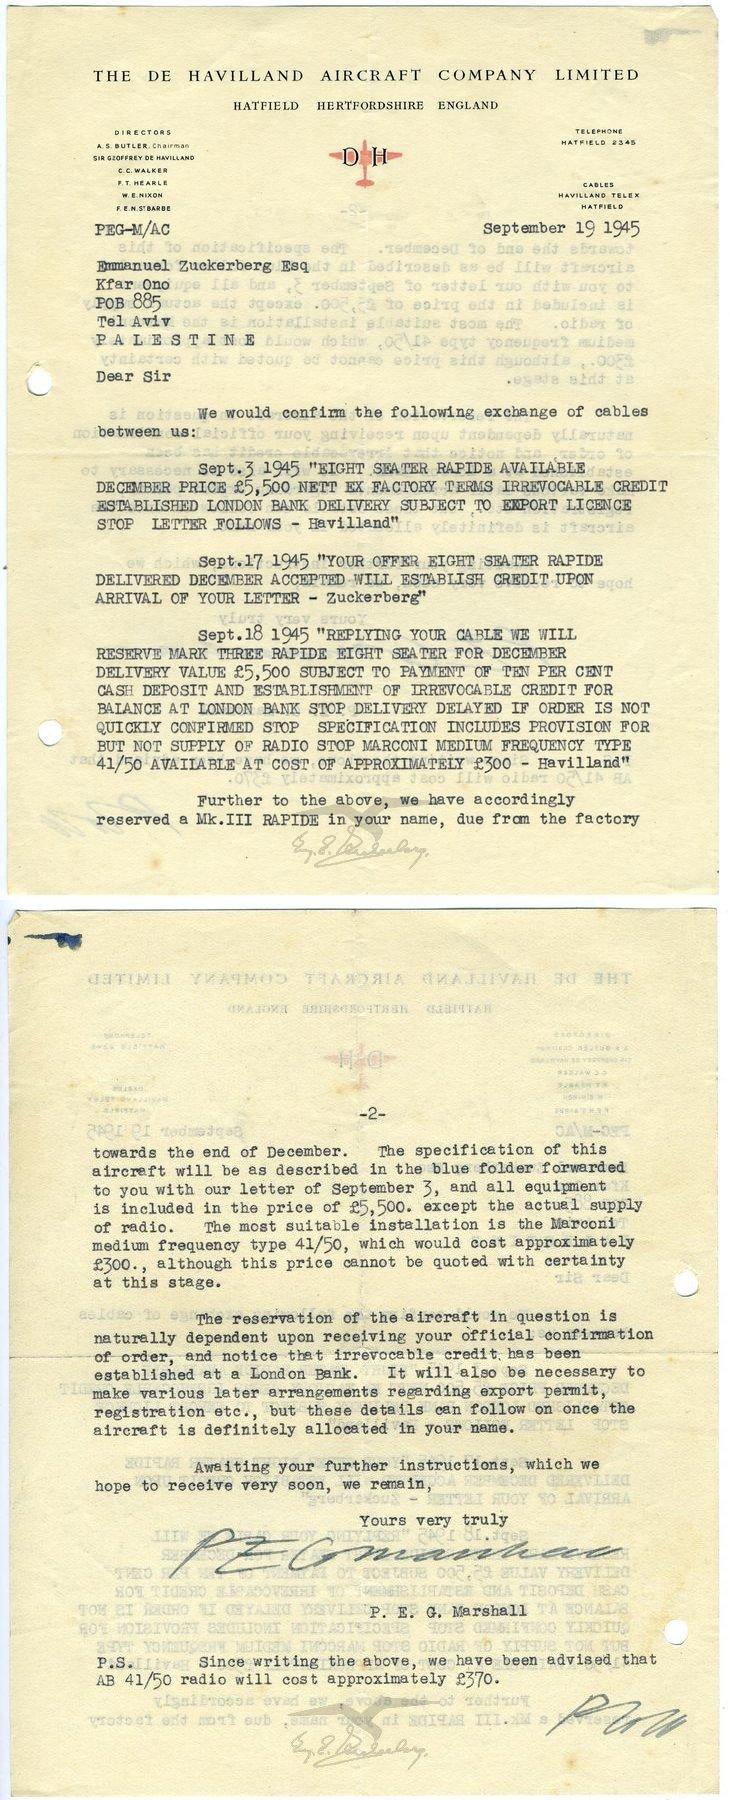 THE DE HAVILLAND AIRCRAFT COMPANY LIMITED
HATFIELD HERTFORDSHIRE ENGLAND
DIRECTORS
A. S. BUTLER, Chairman
SIR GEOFFREY DE HAVILLAND
C.C. WALKER
F.T. HEARLE
W.E. NIXON
F.E.N. ST BARBE
D H
TELEPHONE
HATFIELD 2345
CABLES
HAVILLAND TELEX
HATFIELD
PEG-M/AC
September 19 1945
Emmanuel Zuckerberg Esq
Kfar Ono
POB 885
Tel Aviv
P A L E S T I N E
Dear Sir
We would confirm the following exchange of cables
between us:
Sept.3 1945 "EIGHT SEATER RAPIDE AVAILABLE
DECEMBER PRICE £5,500 NETT EX FACTORY TERMS IRREVOCABLE CREDIT
ESTABLISHED LONDON BANK DELIVERY SUBJECT TO EXPORT LICENCE
STOP LETTER FOLLOWS - Havilland"
Sept.17 1945 "YOUR OFFER EIGHT SEATER RAPIDE
DELIVERED DECEMBER ACCEPTED WILL ESTABLISH CREDIT UPON
ARRIVAL OF YOUR LETTER - Zuckerberg"
Sept.18 1945 "REPLYING YOUR CABLE WE WILL
RESERVE MARK THREE RAPIDE EIGHT SEATER FOR DECEMBER
DELIVERY VALUE £5,500 SUBJECT TO PAYMENT OF TEN PER CENT
CASH DEPOSIT AND ESTABLISHMENT OF IRREVOCABLE CREDIT FOR
BALANCE AT LONDON BANK STOP DELIVERY DELAYED IF ORDER IS NOT
QUICKLY CONFIRMED STOP SPECIFICATION INCLUDES PROVISION FOR
BUT NOT SUPPLY OF RADIO STOP MARCONI MEDIUM FREQUENCY TYPE
41/50 AVAILABLE AT COST OF APPROXIMATELY £300 - Havilland"
Further to the above, we have accordingly
reserved a Mk.III RAPIDE in your name, due from the factory
-2-
towards the end of December. The specification of this
aircraft will be as described in the blue folder forwarded
to you with our letter of September 3, and all equipment
is included in the price of £5,500. except the actual supply
of radio. The most suitable installation is the Marconi
medium frequency type 41/50, which would cost approximately
£300., although this price cannot be quoted with certainty
at this stage.
The reservation of the aircraft in question is
naturally dependent upon receiving your official confirmation
of order, and notice that irrevocable credit has been
established at a London Bank. It will also be necessary to
make various later arrangements regarding export permit,
registration etc., but these details can follow on once the
aircraft is definitely allocated in your name.
Awaiting your further instructions, which we
hope to receive very soon, we remain,
Yours very truly
P E G Marshall
P. E. G. Marshall
P.S. Since writing the above, we have been advised that
AB 41/50 radio will cost approximately £370.